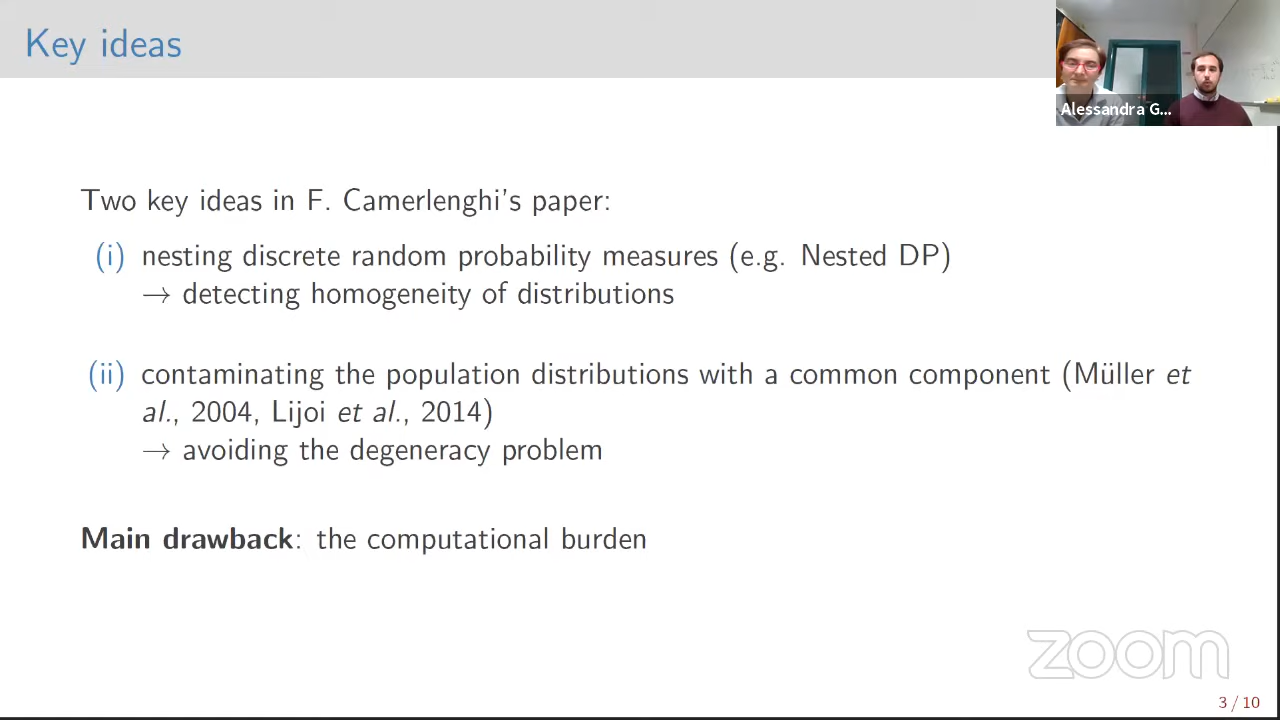 Key ideas
Alessandra G...
Two key ideas in F. Camerlenghi's paper:
(i) nesting discrete random probability measures (e.g. Nested DP)
→ detecting homogeneity of distributions
(ii) contaminating the population distributions with a common component (Müller et
al., 2004, Lijoi et al., 2014)
→ avoiding the degeneracy problem
Main drawback: the computational burden
zoom
3 / 10